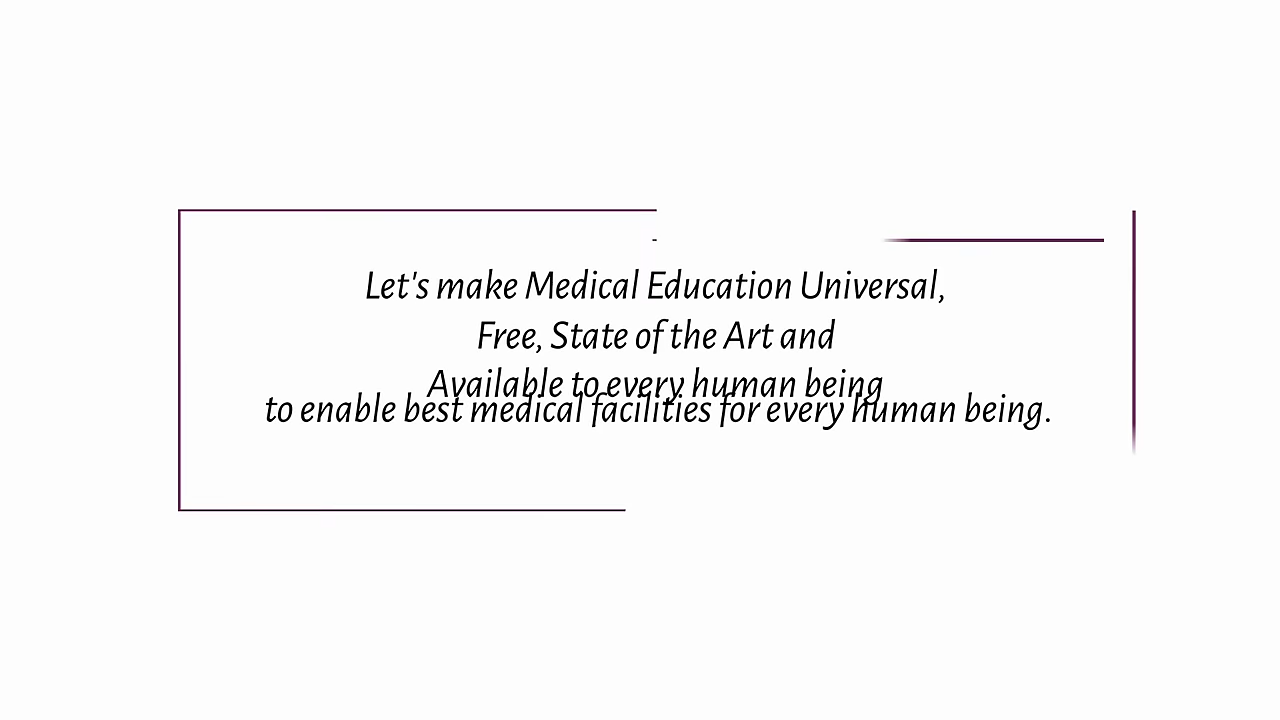 Let's make Medical Education Universal,
Free, State of the Art and
Available to every human being
to enable best medical facilities for every human being.